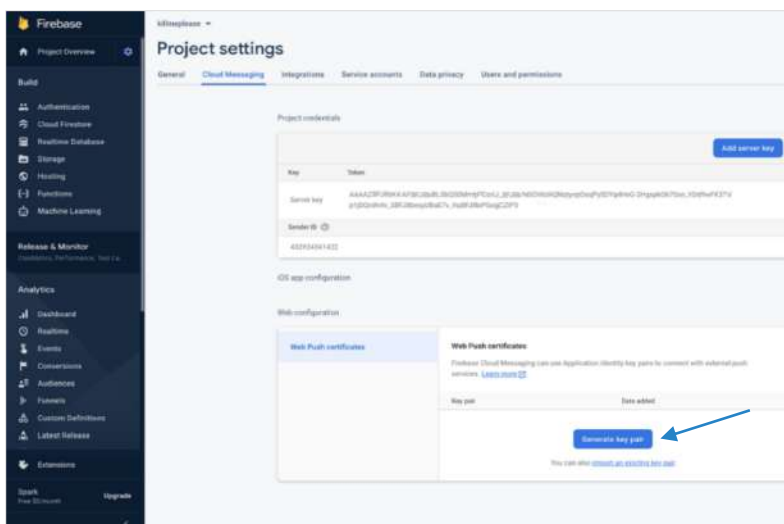 Firebase
killmeplease
Project Overview
Project settings
General Cloud Messaging Integrations Service accounts Data privacy Users and permissions
Build
Authentication
Cloud Firestore
Realtime Database
Storage
Hosting
Functions
Machine Learning
Release & Monitor
Analytics
Dashboard
Realtime
Events
Conversions
Audiences
Funnels
Custom Definitions
Latest Release
Extensions
Spark
Free $0/month
Upgrade
Project credentials
Add server key
Key Token
Server key
Sender ID
iOS app configuration
Web configuration
Web Push certificates
Web Push certificates
Firebase Cloud Messaging can use Application Identity key pairs to connect with external push
services. Learn more
Key pair Date added
Generate key pair
You can also import an existing key pair